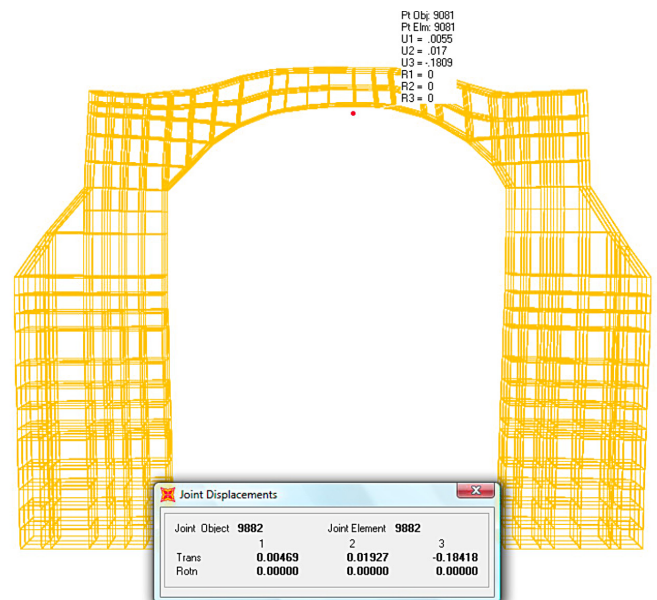 Pt Obj: 9081
Pt Elm: 9081
U1 = .0055
U2 = .017
U3 = -.1809
R1 = 0
R2 = 0
R3 = 0
Joint Displacements
Joint Object 9882 Joint Element 9882
1 2 3
Trans 0.00469 0.01927 -0.18418
Rotn 0.00000 0.00000 0.00000